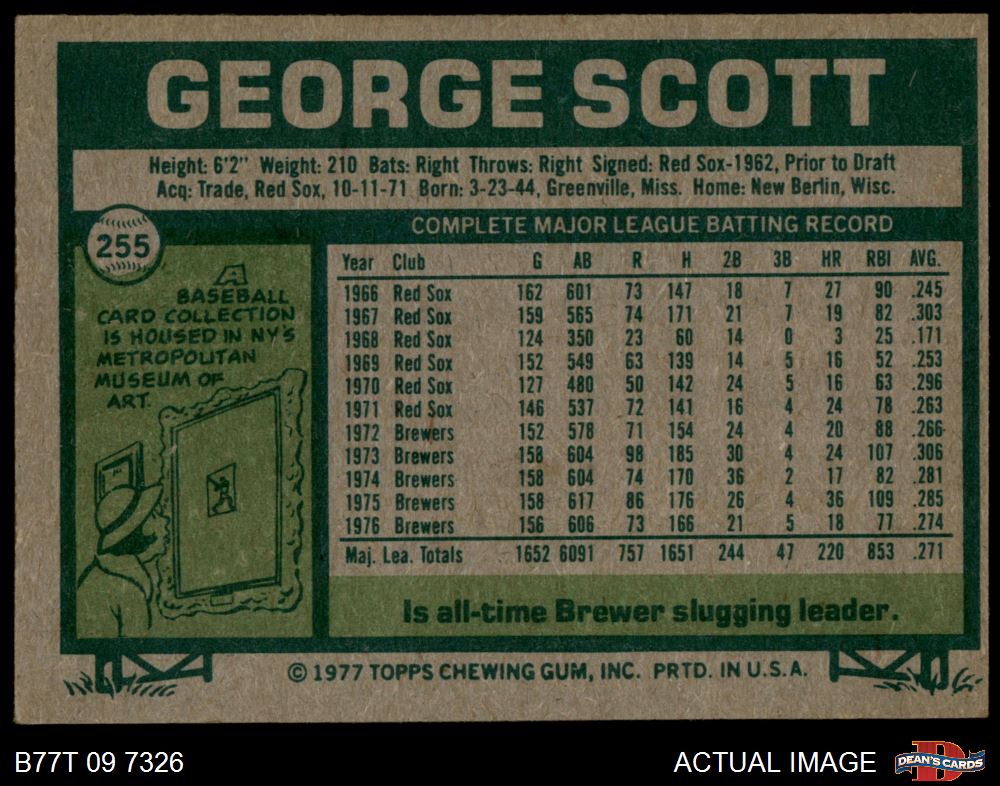 GEORGE SCOTT
Height: 6'2" Weight: 210 Bats: Right Throws: Right Signed: Red Sox-1962, Prior to Draft
Acq: Trade, Red Sox, 10-11-71 Born: 3-23-44, Greenville, Miss. Home: New Berlin, Wisc.
255
A
BASEBALL
CARD COLLECTION
IS HOUSED IN NY'S
METROPOLITAN
MUSEUM OF
ART.
COMPLETE MAJOR LEAGUE BATTING RECORD
Year Club G AB R H 2B 3B HR RBI AVG.
1966 Red Sox 162 601 73 147 18 7 27 90 .245
1967 Red Sox 159 565 74 171 21 7 19 82 .303
1968 Red Sox 124 350 23 60 14 0 3 25 .171
1969 Red Sox 152 549 63 139 14 5 16 52 .253
1970 Red Sox 127 480 50 142 24 5 16 63 .296
1971 Red Sox 146 537 72 141 16 4 24 78 .263
1972 Brewers 152 578 71 154 24 4 20 88 .266
1973 Brewers 158 604 98 185 30 4 24 107 .306
1974 Brewers 158 604 74 170 36 2 17 82 .281
1975 Brewers 158 617 86 176 26 4 36 109 .285
1976 Brewers 156 606 73 166 21 5 18 77 .274
Maj. Lea. Totals 1652 6091 757 1651 244 47 220 853 .271
Is all-time Brewer slugging leader.
© 1977 TOPPS CHEWING GUM, INC. PRTD. IN U.S.A.
B77T 09 7326
ACTUAL IMAGE
D
DEAN'S CARDS